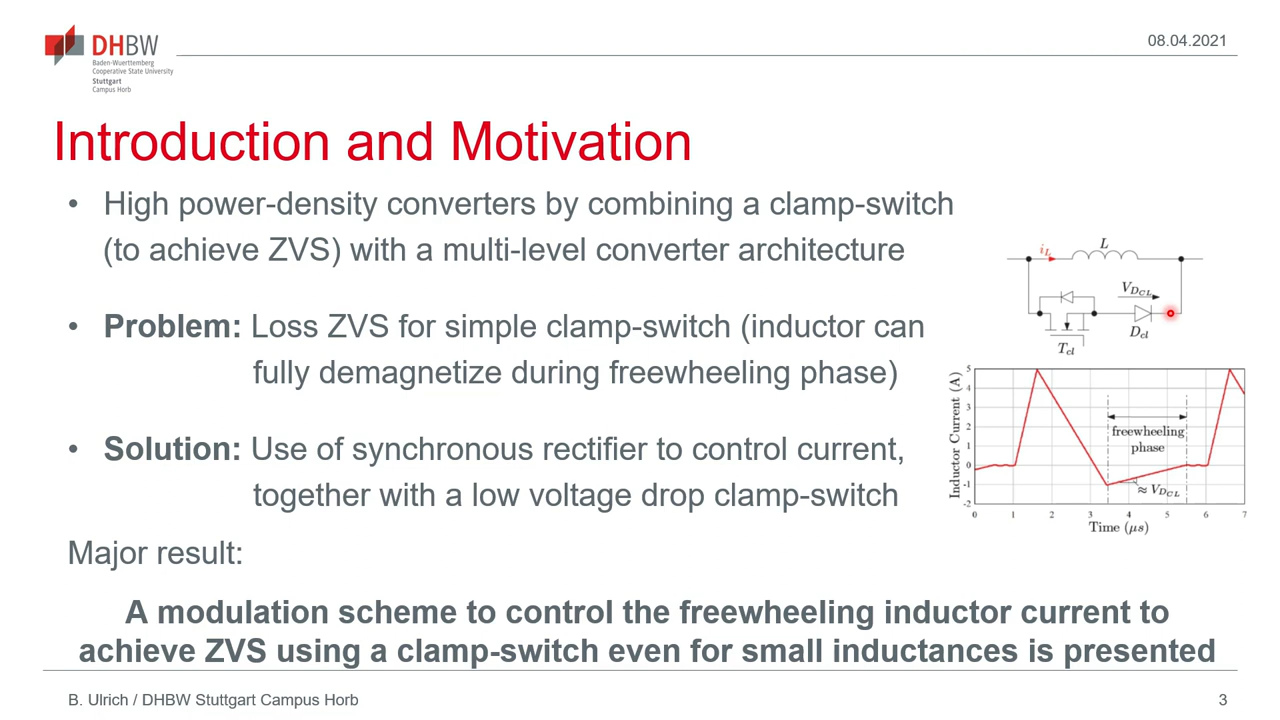 DHBW
Baden-Wuerttemberg
Cooperative State University
Stuttgart
Campus Horb
08.04.2021
Introduction and Motivation
• High power-density converters by combining a clamp-switch
(to achieve ZVS) with a multi-level converter architecture
• Problem: Loss ZVS for simple clamp-switch (inductor can
fully demagnetize during freewheeling phase)
• Solution: Use of synchronous rectifier to control current,
together with a low voltage drop clamp-switch
Major result:
A modulation scheme to control the freewheeling inductor current to
achieve ZVS using a clamp-switch even for small inductances is presented
iL
L
VDCL
Dcl
Tcl
Inductor Current (A)
5
4
3
2
1
0
-1
-2
freewheeling
phase
≈ VDCL
0 1 2 3 4 5 6 7
Time (μs)
B. Ulrich / DHBW Stuttgart Campus Horb
3